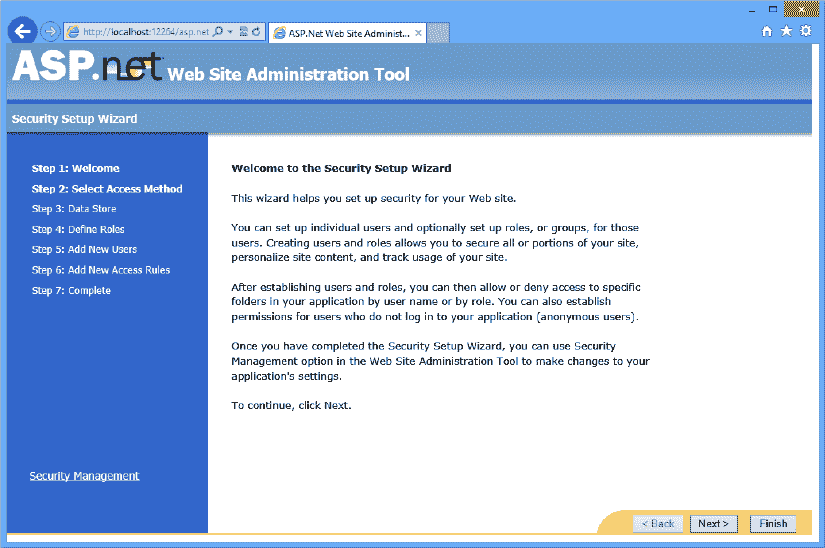 http://localhost:12264/asp.net
ASP.Net Web Site Administ...
ASP.net Web Site Administration Tool
Security Setup Wizard
Step 1: Welcome
Step 2: Select Access Method
Step 3: Data Store
Step 4: Define Roles
Step 5: Add New Users
Step 6: Add New Access Rules
Step 7: Complete
Security Management
Welcome to the Security Setup Wizard
This wizard helps you set up security for your Web site.
You can set up individual users and optionally set up roles, or groups, for those
users. Creating users and roles allows you to secure all or portions of your site,
personalize site content, and track usage of your site.
After establishing users and roles, you can then allow or deny access to specific
folders in your application by user name or by role. You can also establish
permissions for users who do not log in to your application (anonymous users).
Once you have completed the Security Setup Wizard, you can use Security
Management option in the Web Site Administration Tool to make changes to your
application's settings.
To continue, click Next.
< Back
Next >
Finish